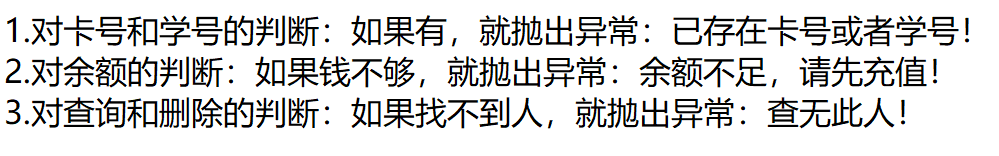 1.对卡号和学号的判断：如果有，就抛出异常：已存在卡号或者学号！
2.对余额的判断：如果钱不够，就抛出异常：余额不足，请先充值！
3.对查询和删除的判断：如果找不到人，就抛出异常：查无此人！